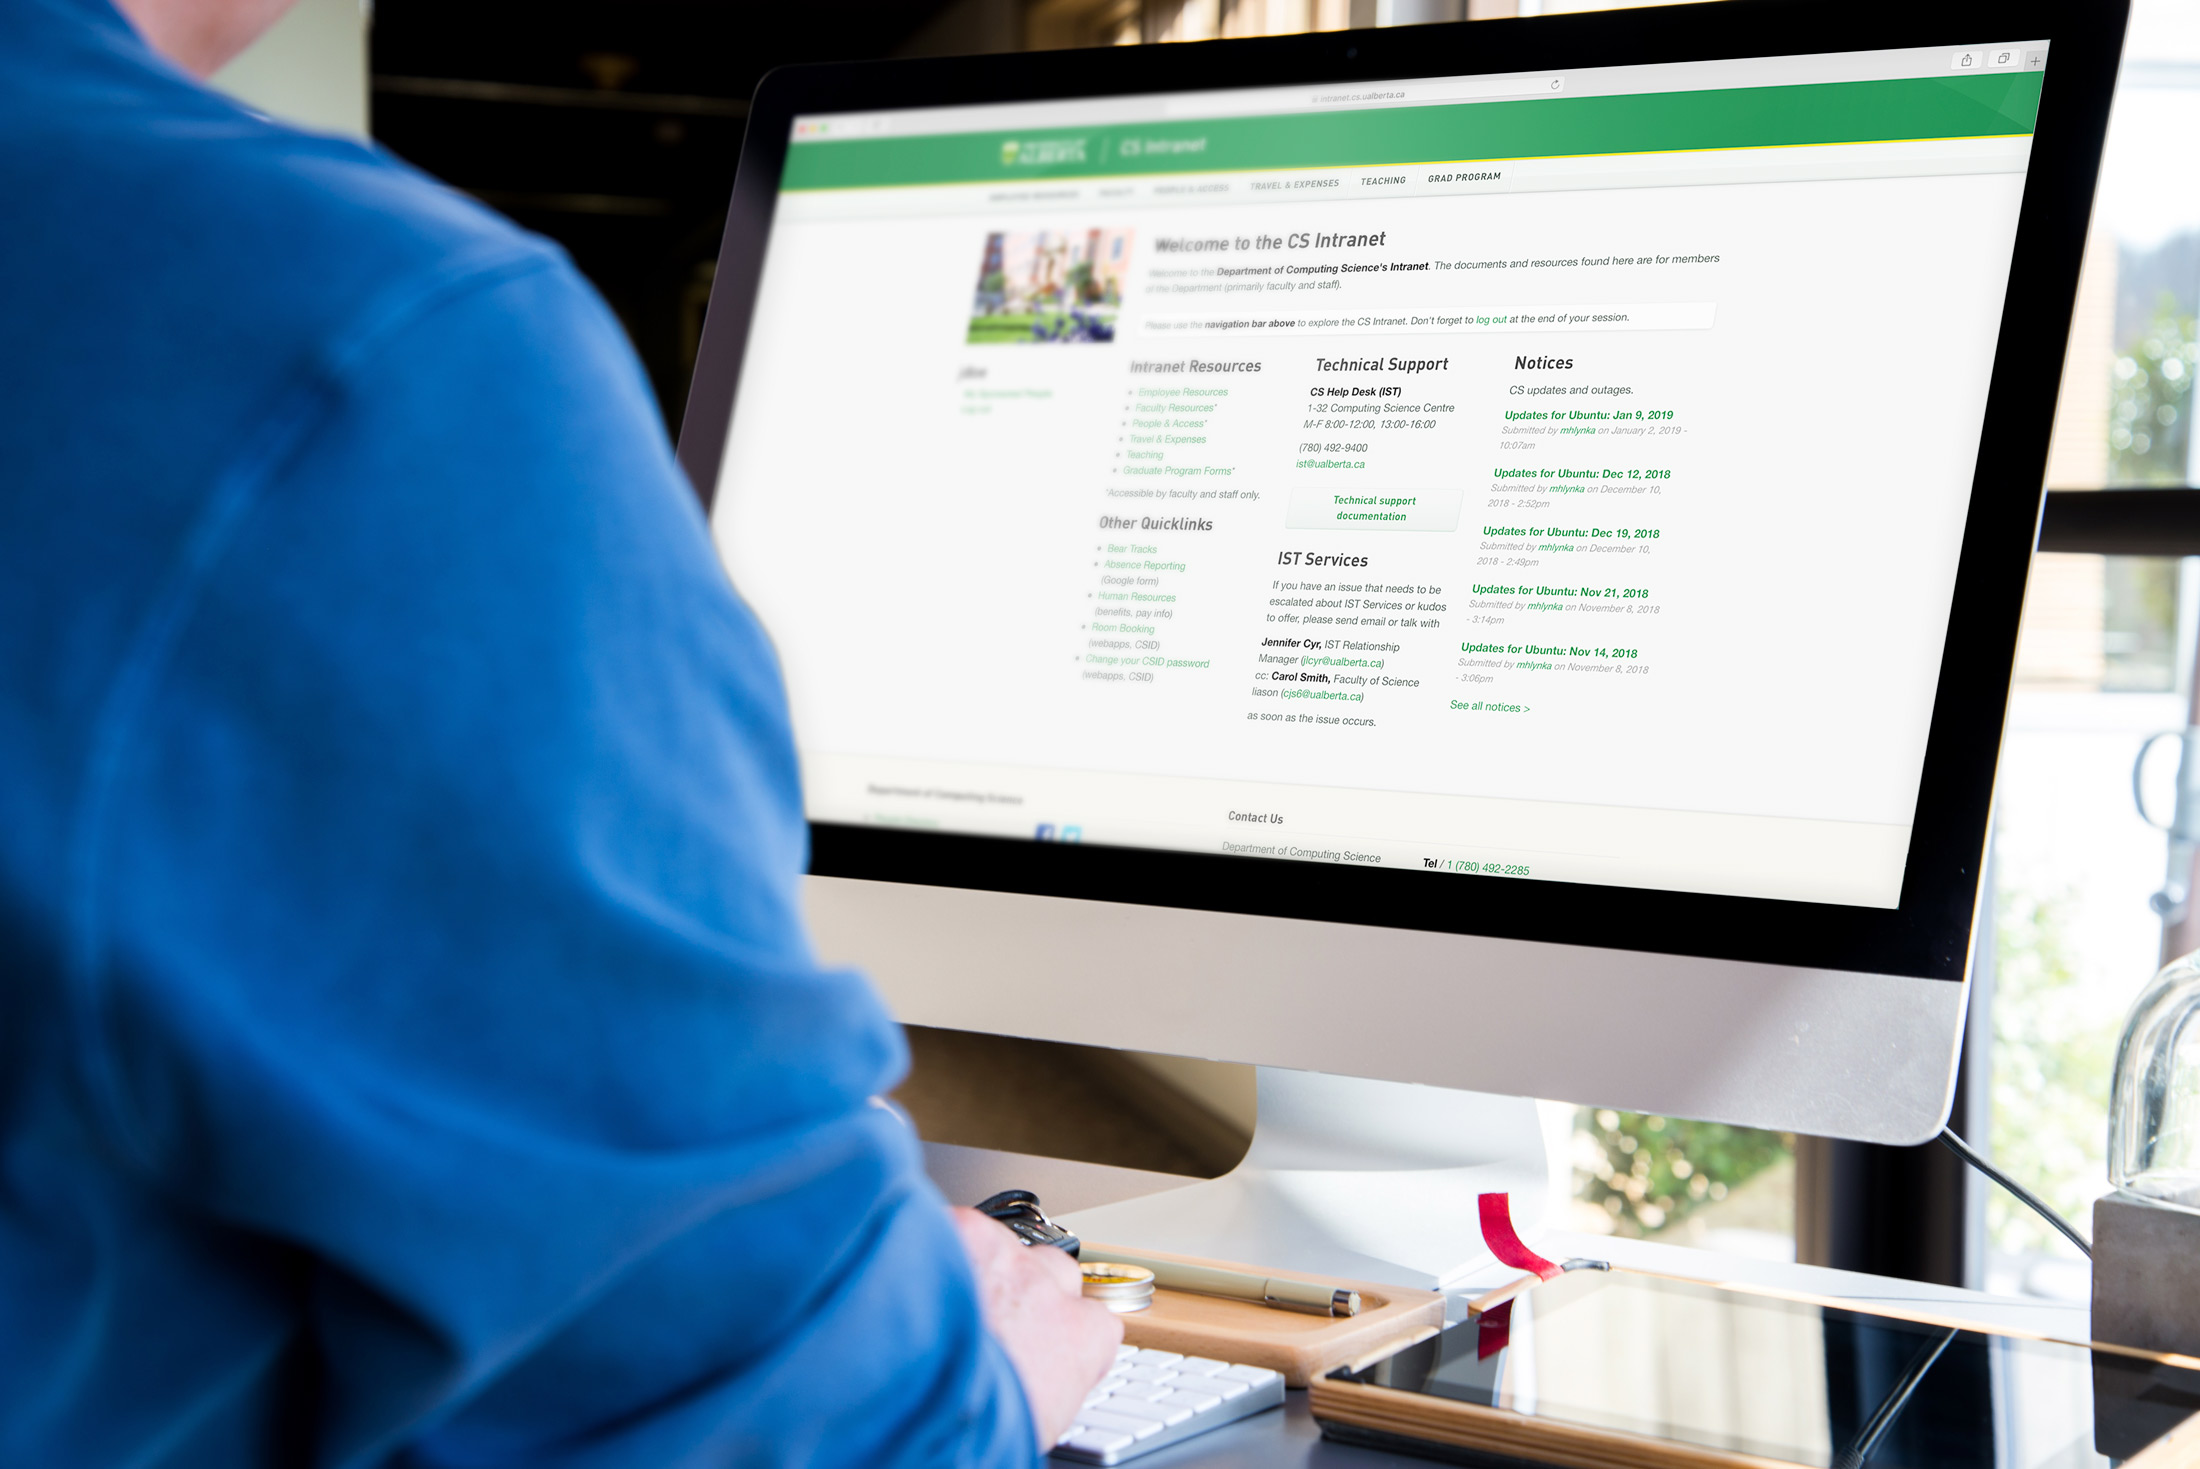 intranet.cs.ualberta.ca
ALBERTA
CS Intranet
EMPLOYEE RESOURCES FACULTY PEOPLE & ACCESS TRAVEL & EXPENSES TEACHING GRAD PROGRAM
Welcome to the CS Intranet
Welcome to the Department of Computing Science's Intranet. The documents and resources found here are for members
of the Department (primarily faculty and staff).
Please use the navigation bar above to explore the CS Intranet. Don't forget to log out at the end of your session.
Log out
Intranet Resources
Employee Resources
Faculty Resources*
People & Access*
Travel & Expenses
Teaching
Graduate Program Forms*
*Accessible by faculty and staff only.
Other Quicklinks
Bear Tracks
Absence Reporting
(Google form)
Human Resources
(benefits, pay info)
Room Booking
(webapps, CSID)
Change your CSID password
(webapps, CSID)
Technical Support
CS Help Desk (IST)
1-32 Computing Science Centre
M-F 8:00-12:00, 13:00-16:00
(780) 492-9400
ist@ualberta.ca
Technical support
documentation
IST Services
If you have an issue that needs to be
escalated about IST Services or kudos
to offer, please send email or talk with
Jennifer Cyr, IST Relationship
Manager (jlcyr@ualberta.ca)
cc: Carol Smith, Faculty of Science
liason (cjs6@ualberta.ca)
as soon as the issue occurs.
Notices
CS updates and outages.
Updates for Ubuntu: Jan 9, 2019
Submitted by mhlynka on January 2, 2019 -
10:07am
Updates for Ubuntu: Dec 12, 2018
Submitted by mhlynka on December 10,
2018 - 2:52pm
Updates for Ubuntu: Dec 19, 2018
Submitted by mhlynka on December 10,
2018 - 2:49pm
Updates for Ubuntu: Nov 21, 2018
Submitted by mhlynka on November 8, 2018
- 3:14pm
Updates for Ubuntu: Nov 14, 2018
Submitted by mhlynka on November 8, 2018
- 3:06pm
See all notices >
Department of Computing Science
Contact Us
Department of Computing Science
Tel / 1 (780) 492-2285